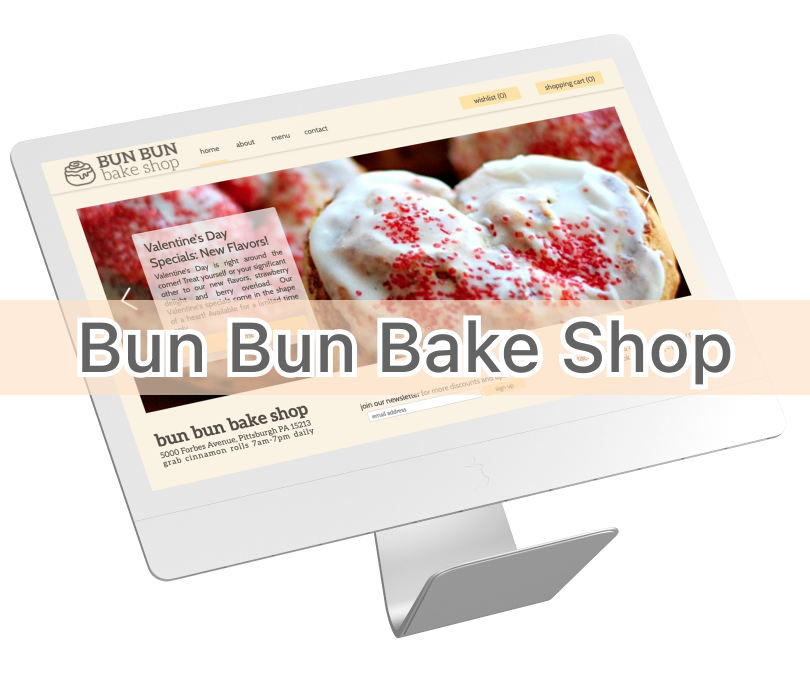 BUN BUN
bake shop
home about menu contact
wishlist (0) shopping cart (0)
Valentine's Day
Specials: New Flavors!
Valentine's Day is right around the
corner! Treat yourself or your significant
other to our new flavors, strawberry
delight and berry overload. Our
Valentine's specials come in the shape
of a heart! Available for a limited time
Bun Bun Bake Shop
bun bun bake shop
5000 Forbes Avenue, Pittsburgh PA 15213
grab cinnamon rolls 7am-7pm daily
join our newsletter for more discounts and
email address
sign up